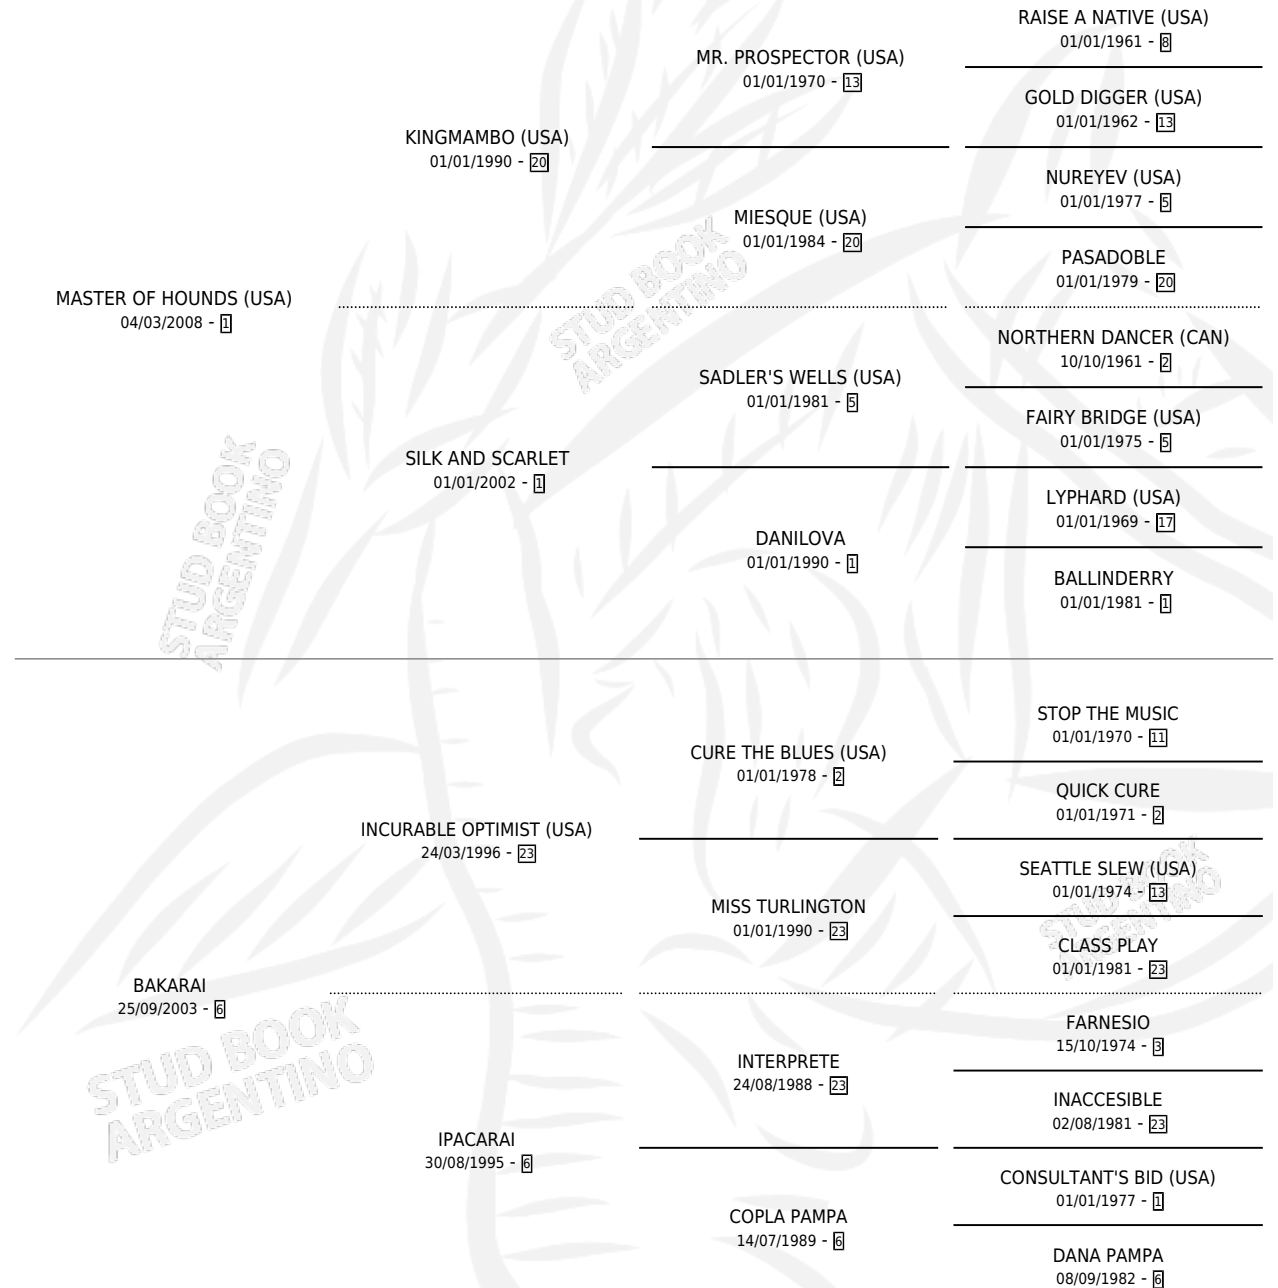 RAISE A NATIVE (USA)
01/01/1961 - 8
MR. PROSPECTOR (USA)
01/01/1970 - 13
GOLD DIGGER (USA)
01/01/1962 - 13
KINGMAMBO (USA)
01/01/1990 - 20
NUREYEV (USA)
01/01/1977 - 5
MIESQUE (USA)
01/01/1984 - 20
PASADOBLE
01/01/1979 - 20
MASTER OF HOUNDS (USA)
04/03/2008 - 1
NORTHERN DANCER (CAN)
10/10/1961 - 2
SADLER'S WELLS (USA)
01/01/1981 - 5
FAIRY BRIDGE (USA)
01/01/1975 - 5
SILK AND SCARLET
01/01/2002 - 1
LYPHARD (USA)
01/01/1969 - 17
DANILOVA
01/01/1990 - 1
BALLINDERRY
01/01/1981 - 1
STUD BOOK
ARGENTINO
STUD BOOK
ARGENTINO
STOP THE MUSIC
01/01/1970 - 11
CURE THE BLUES (USA)
01/01/1978 - 2
QUICK CURE
01/01/1971 - 2
INCURABLE OPTIMIST (USA)
24/03/1996 - 23
SEATTLE SLEW (USA)
01/01/1974 - 13
MISS TURLINGTON
01/01/1990 - 23
CLASS PLAY
01/01/1981 - 23
STUD BOOK
ARGENTINO
BAKARAI
25/09/2003 - 6
FARNESIO
15/10/1974 - 3
INTERPRETE
24/08/1988 - 23
INACCESIBLE
02/08/1981 - 23
STUD BOOK
ARGENTINO
IPACARAI
30/08/1995 - 6
CONSULTANT'S BID (USA)
01/01/1977 - 1
COPLA PAMPA
14/07/1989 - 6
DANA PAMPA
08/09/1982 - 6